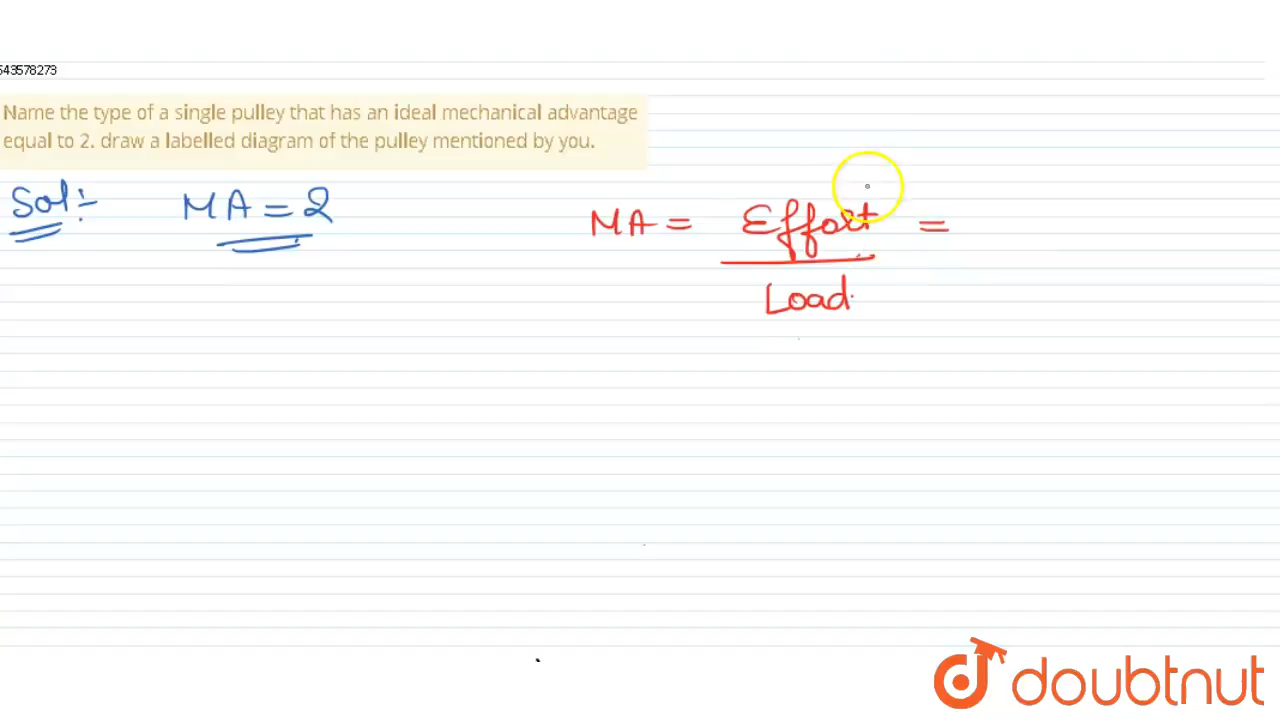 543578273
Name the type of a single pulley that has an ideal mechanical advantage
equal to 2. draw a labelled diagram of the pulley mentioned by you.
Sol:-
MA = 2
MA = Effort =
Load
doubtnut